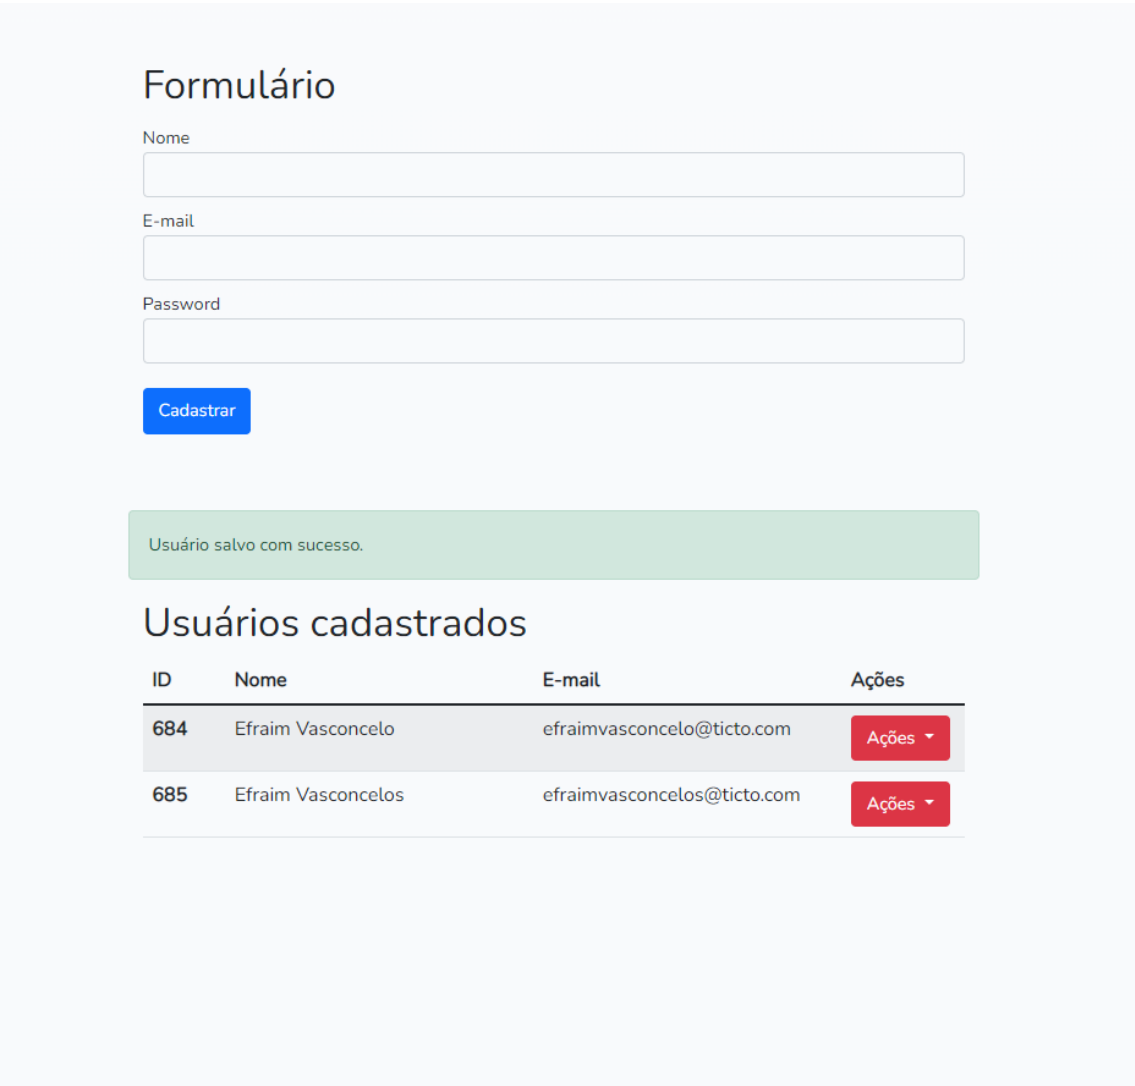 Formulário
Nome
E-mail
Password
Cadastrar
Usuário salvo com sucesso.
Usuários cadastrados
ID Nome E-mail Ações
684 Efraim Vasconcelo efraimvasconcelo@ticto.com Ações
685 Efraim Vasconcelos efraimvasconcelos@ticto.com Ações